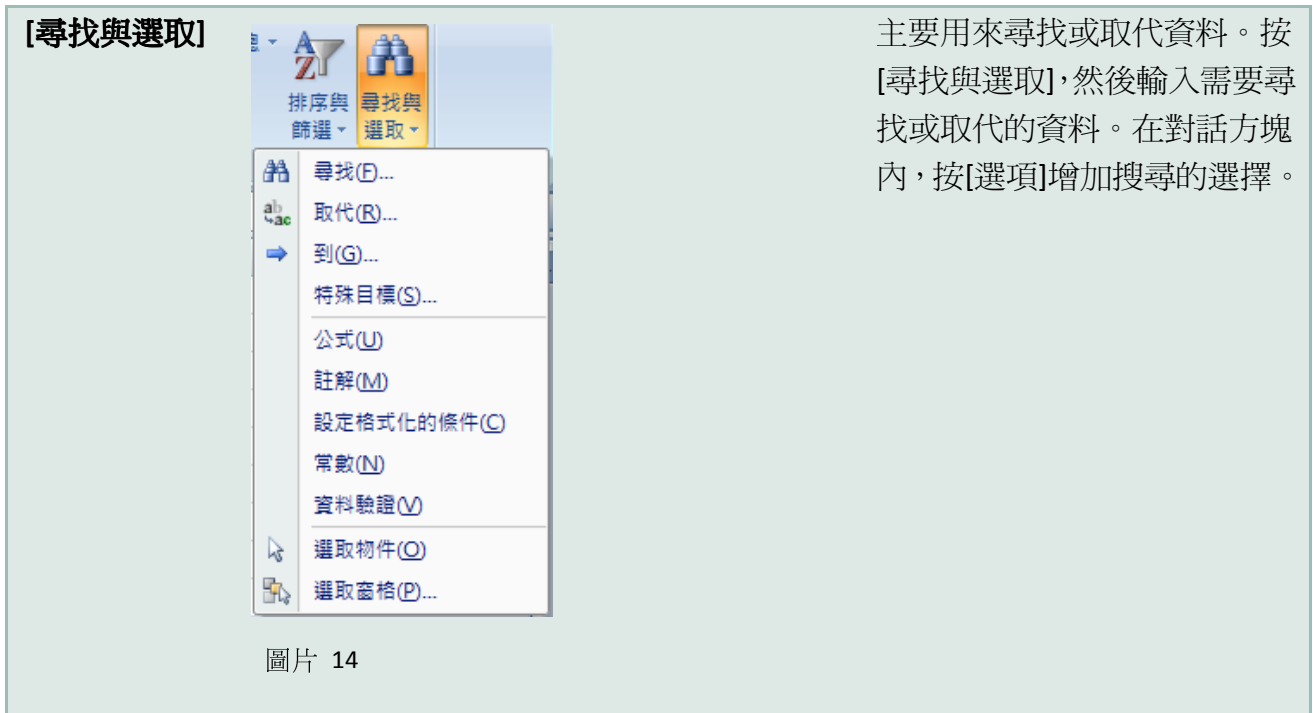 [尋找與選取]
排序與
篩選
尋找與
選取
尋找(F)...
取代(R)...
到(G)...
特殊目標(S)...
公式(U)
註解(M)
設定格式化的條件(C)
常數(N)
資料驗證(V)
選取物件(O)
選取窗格(P)...
圖片 14
主要用來尋找或取代資料。按
[尋找與選取],然後輸入需要尋
找或取代的資料。在對話方塊
內,按[選項]增加搜尋的選擇。